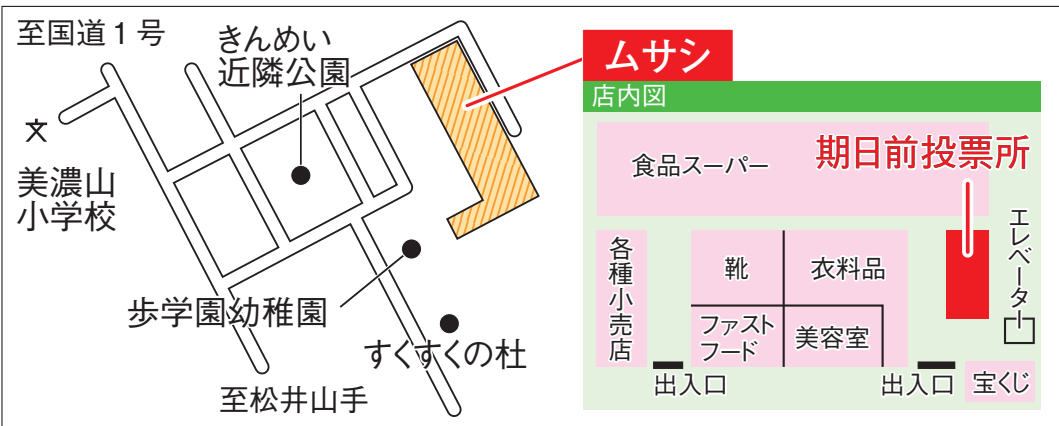 至国道1号
きんめい
近隣公園
文
美濃山
小学校
歩学園幼稚園
すくすくの杜
至松井山手
ムサシ
店内図
食品スーパー
期日前投票所
エレベーター
各種小売店
靴
衣料品
ファスト
フード
美容室
出入口
出入口
宝くじ